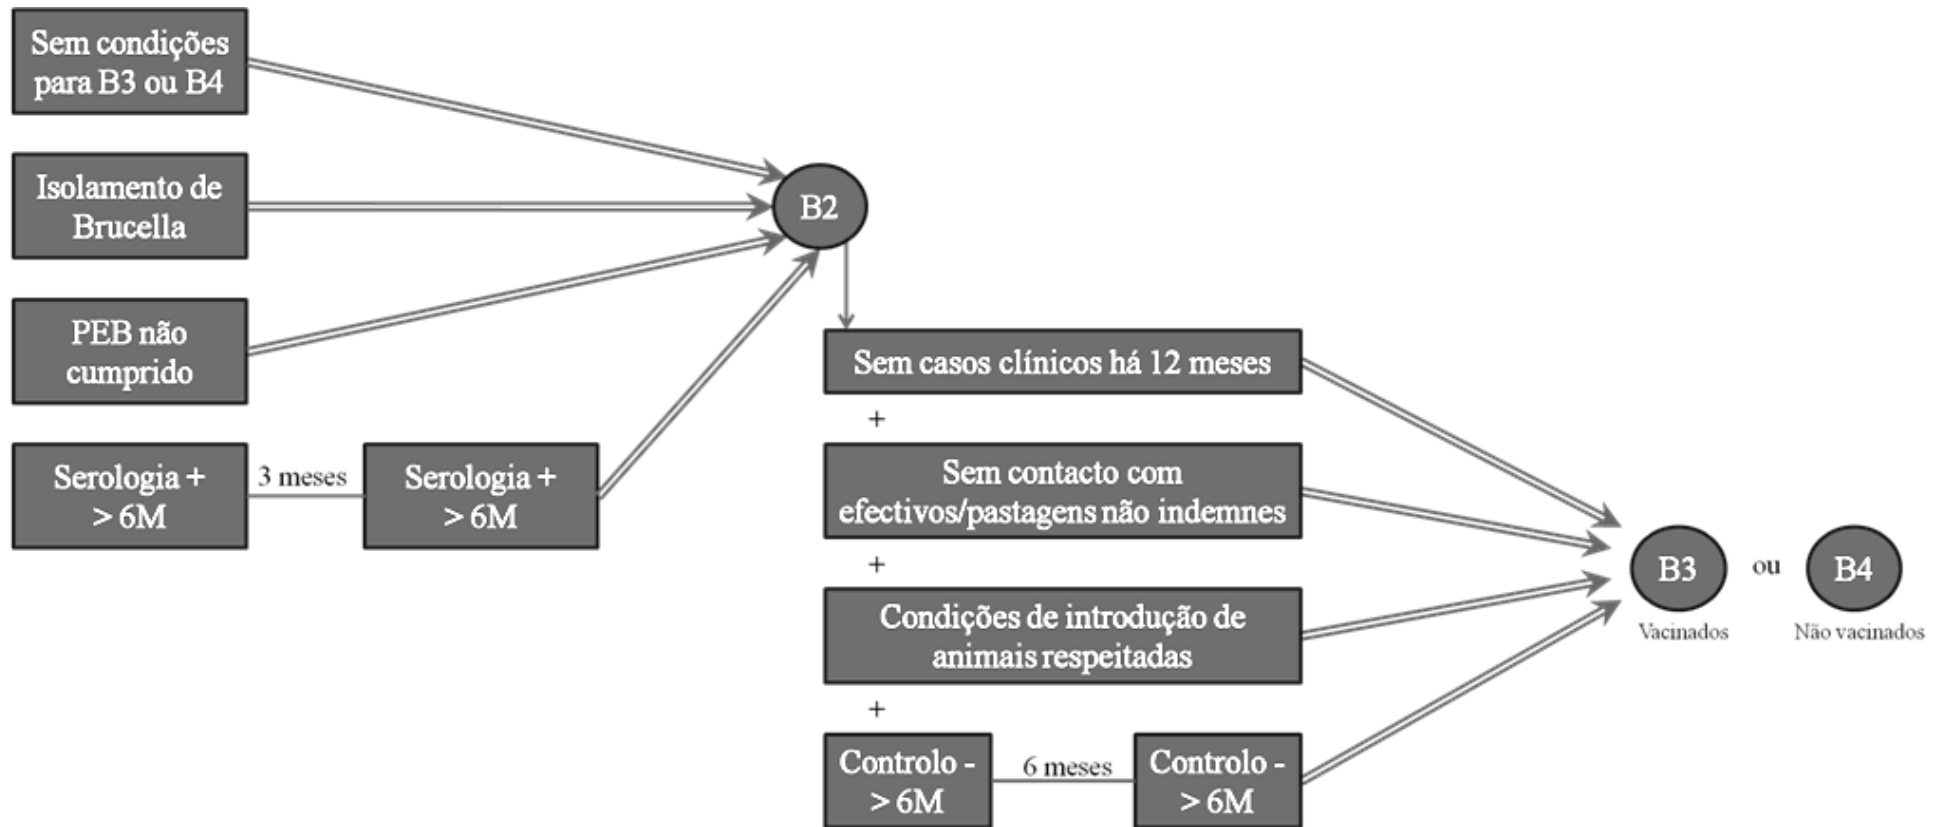 Sem condições
para B3 ou B4
Isolamento de
Brucella
B2
PEB não
cumprido
Serologia +
> 6M
3 meses
Serologia +
> 6M
Sem casos clínicos há 12 meses
+
Sem contacto com
efectivos/pastagens não indemnes
+
Condições de introdução de
animais respeitadas
+
Controlo -
> 6M
6 meses
Controlo -
> 6M
B3
Vacinados
ou
B4
Não vacinados